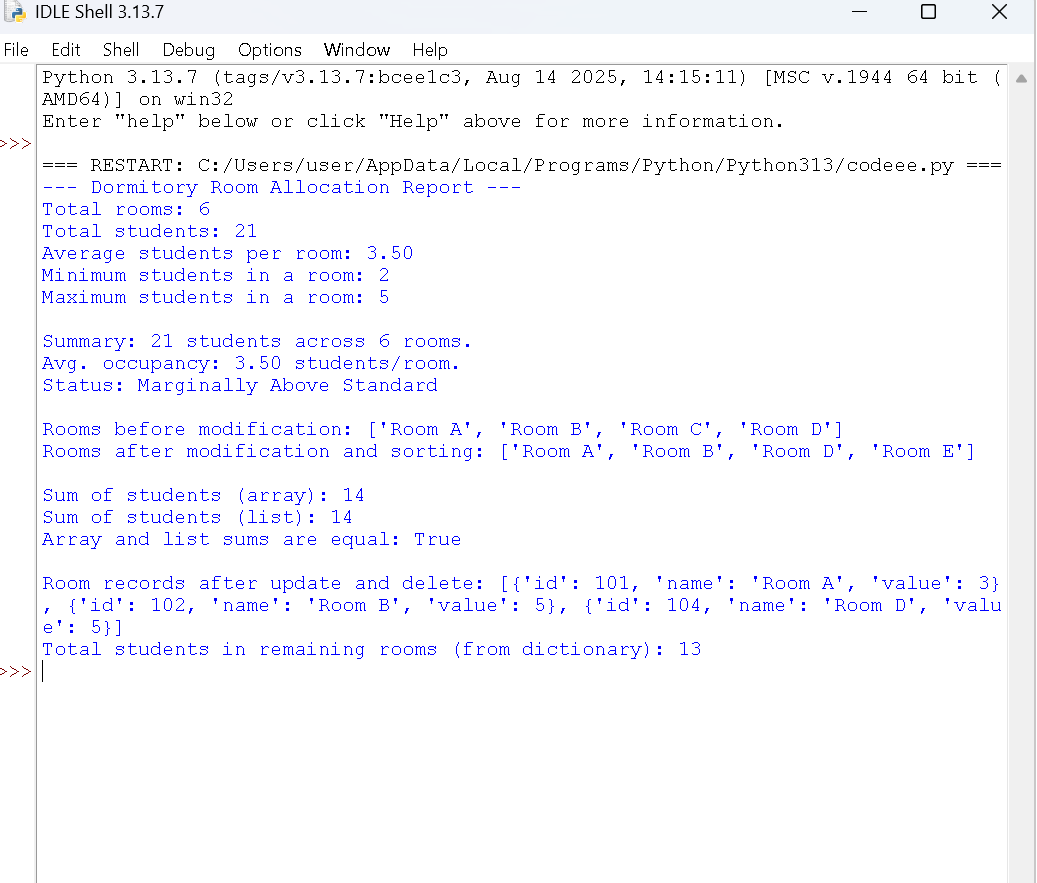 IDLE Shell 3.13.7
File Edit Shell Debug Options Window Help
Python 3.13.7 (tags/v3.13.7:bcee1c3, Aug 14 2025, 14:15:11) [MSC v.1944 64 bit (
AMD64)] on win32
Enter "help" below or click "Help" above for more information.
>>>
=== RESTART: C:/Users/user/AppData/Local/Programs/Python/Python313/codeee.py ===
--- Dormitory Room Allocation Report ---
Total rooms: 6
Total students: 21
Average students per room: 3.50
Minimum students in a room: 2
Maximum students in a room: 5
Summary: 21 students across 6 rooms.
Avg. occupancy: 3.50 students/room.
Status: Marginally Above Standard
Rooms before modification: ['Room A', 'Room B', 'Room C', 'Room D']
Rooms after modification and sorting: ['Room A', 'Room B', 'Room D', 'Room E']
Sum of students (array): 14
Sum of students (list): 14
Array and list sums are equal: True
Room records after update and delete: [{'id': 101, 'name': 'Room A', 'value': 3}
, {'id': 102, 'name': 'Room B', 'value': 5}, {'id': 104, 'name': 'Room D', 'valu
e': 5}]
Total students in remaining rooms (from dictionary): 13
>>>